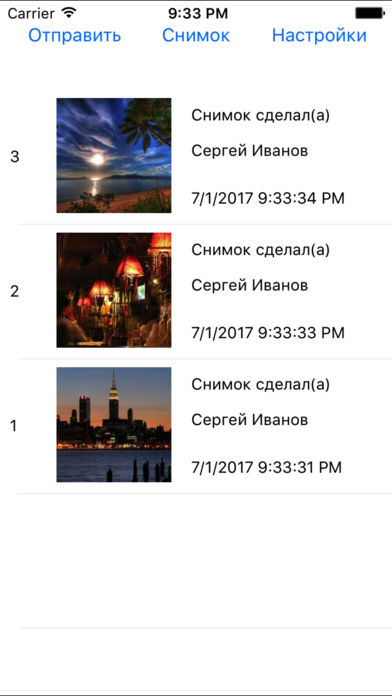 Carrier 9:33 PM
Отправить Снимок Настройки
3
Снимок сделал(а)
Сергей Иванов
7/1/2017 9:33:34 PM
2
Снимок сделал(а)
Сергей Иванов
7/1/2017 9:33:33 PM
1
Снимок сделал(а)
Сергей Иванов
7/1/2017 9:33:31 PM